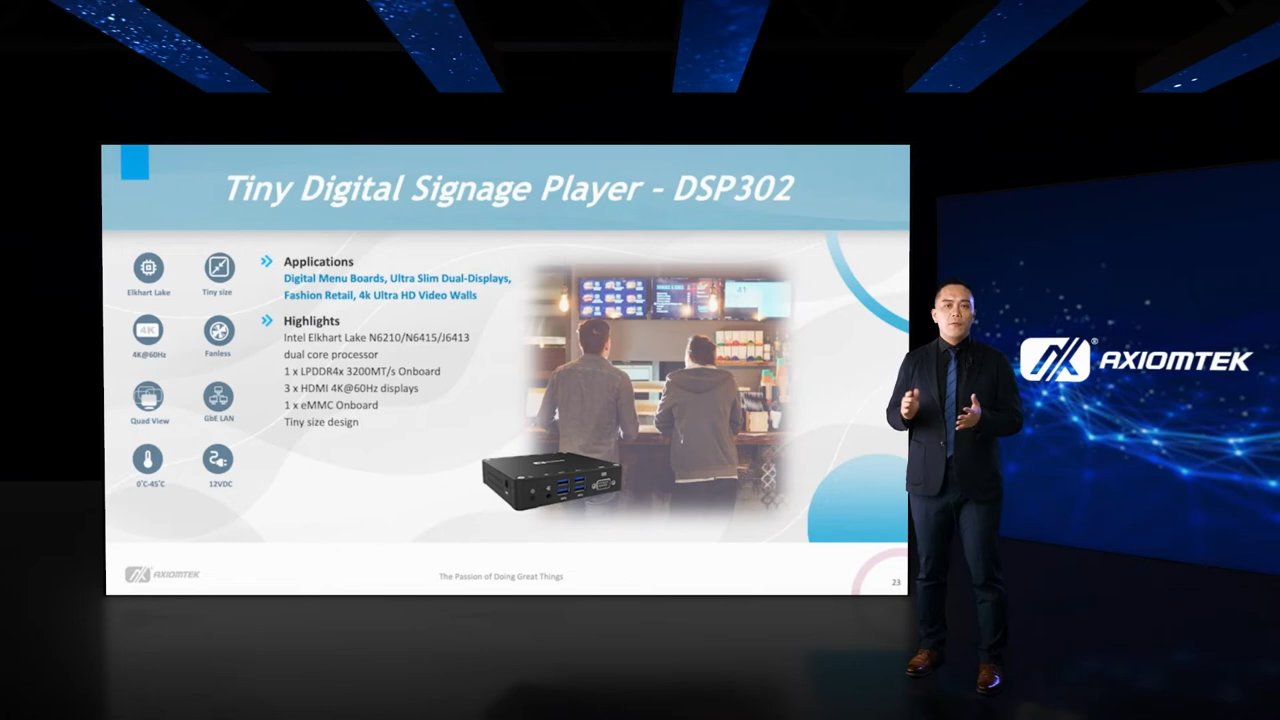 Tiny Digital Signage Player - DSP302
Elkhart Lake
Tiny size
4K
4K@60Hz
Fanless
Quad View
GbE LAN
0°C-45°C
12VDC
Applications
Digital Menu Boards, Ultra Slim Dual-Displays,
Fashion Retail, 4k Ultra HD Video Walls
Highlights
Intel Elkhart Lake N6210/N6415/J6413
dual core processor
1 x LPDDR4x 3200MT/s Onboard
3 x HDMI 4K@60Hz displays
1 x eMMC Onboard
Tiny size design
41
AXIOMTEK
The Passion of Doing Great Things
23
® AXIOMTEK